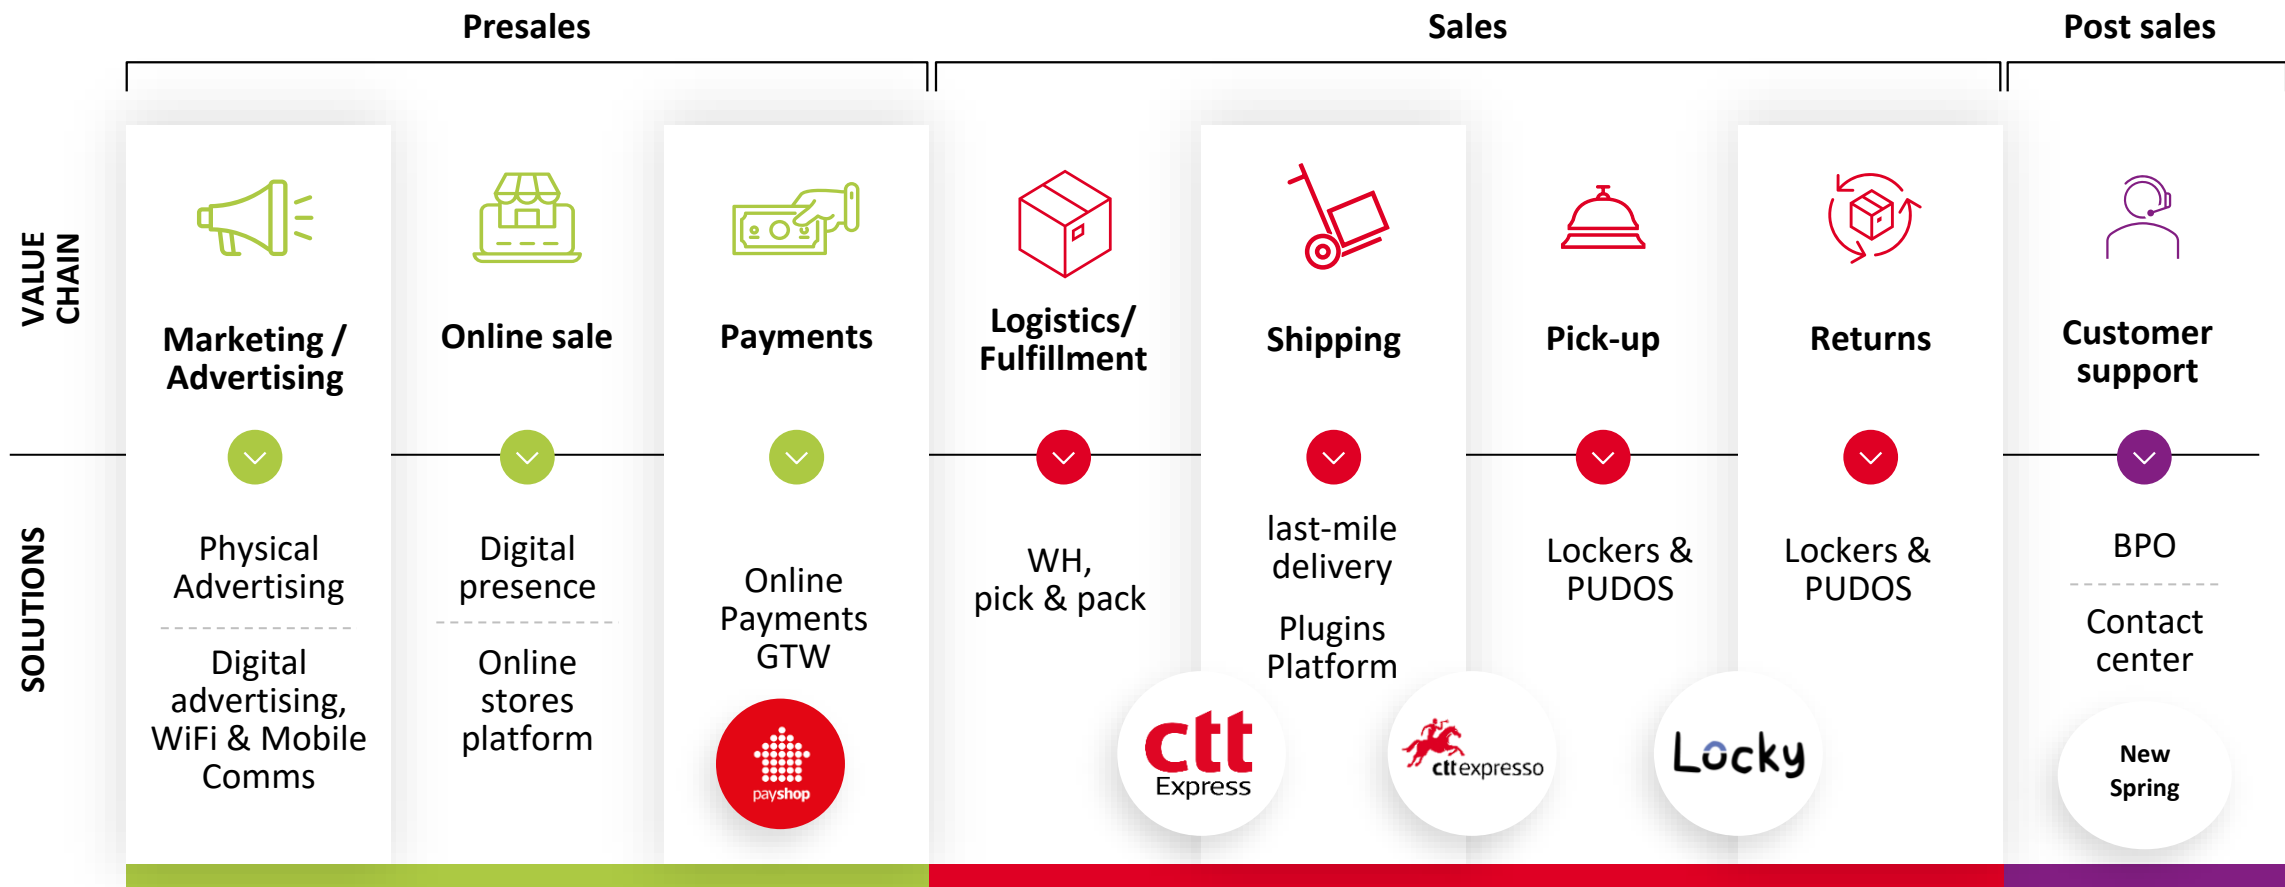 Presales
Sales
Post sales
VALUE
CHAIN
Marketing /
Advertising
Online sale
Payments
Logistics/
Fulfillment
Shipping
Pick-up
Returns
Customer
support
SOLUTIONS
Physical
Advertising
Digital
advertising,
WiFi & Mobile
Comms
Digital
presence
Online
stores
platform
Online
Payments
GTW
payshop
WH,
pick & pack
last-mile
delivery
Plugins
Platform
Lockers &
PUDOS
Lockers &
PUDOS
BPO
Contact
center
ctt
Express
ctt expresso
Locky
New
Spring